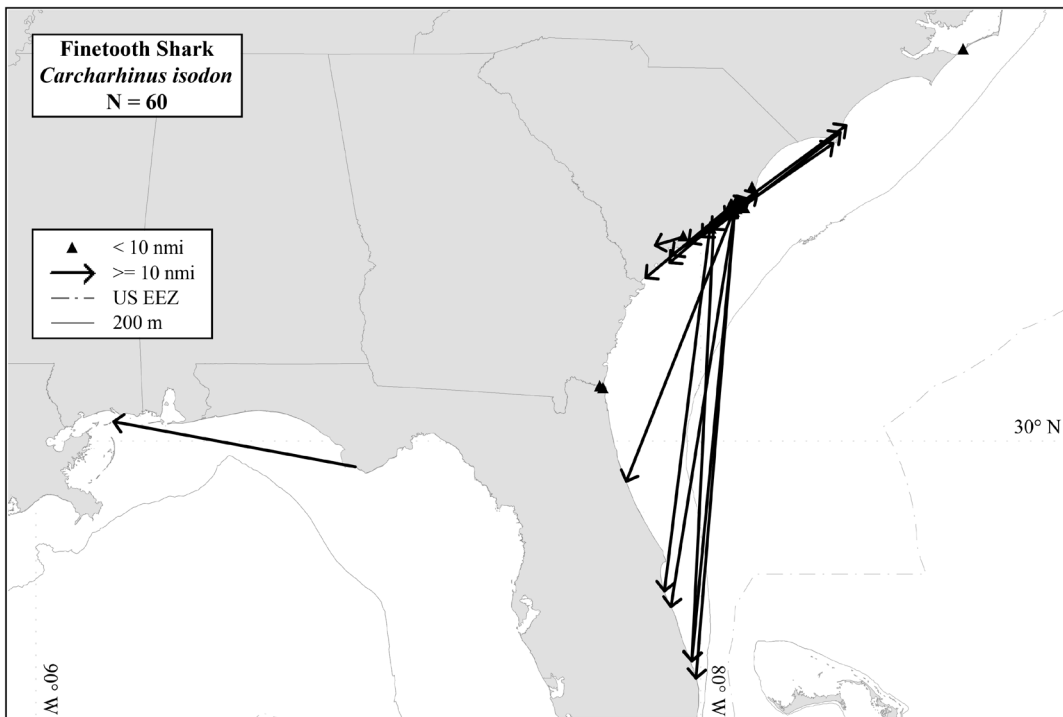 Finetooth Shark
Carcharhinus isodon
N = 60
< 10 nmi
>= 10 nmi
US EEZ
200 m
30° N
90° W
80° W